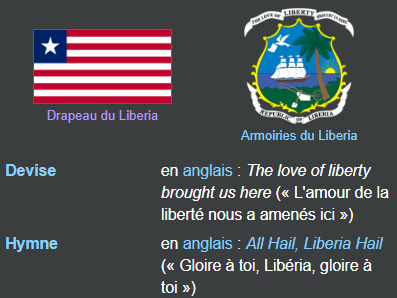 THE LOVE OF LIBERTY BROUGHT US HERE
REPUBLIC OF LIBERIA
Drapeau du Liberia
Armoiries du Liberia
Devise
en anglais : The love of liberty
brought us here (« L'amour de la
liberté nous a amenés ici »)
Hymne
en anglais : All Hail, Liberia Hail
(« Gloire à toi, Libéria, gloire à
toi »)